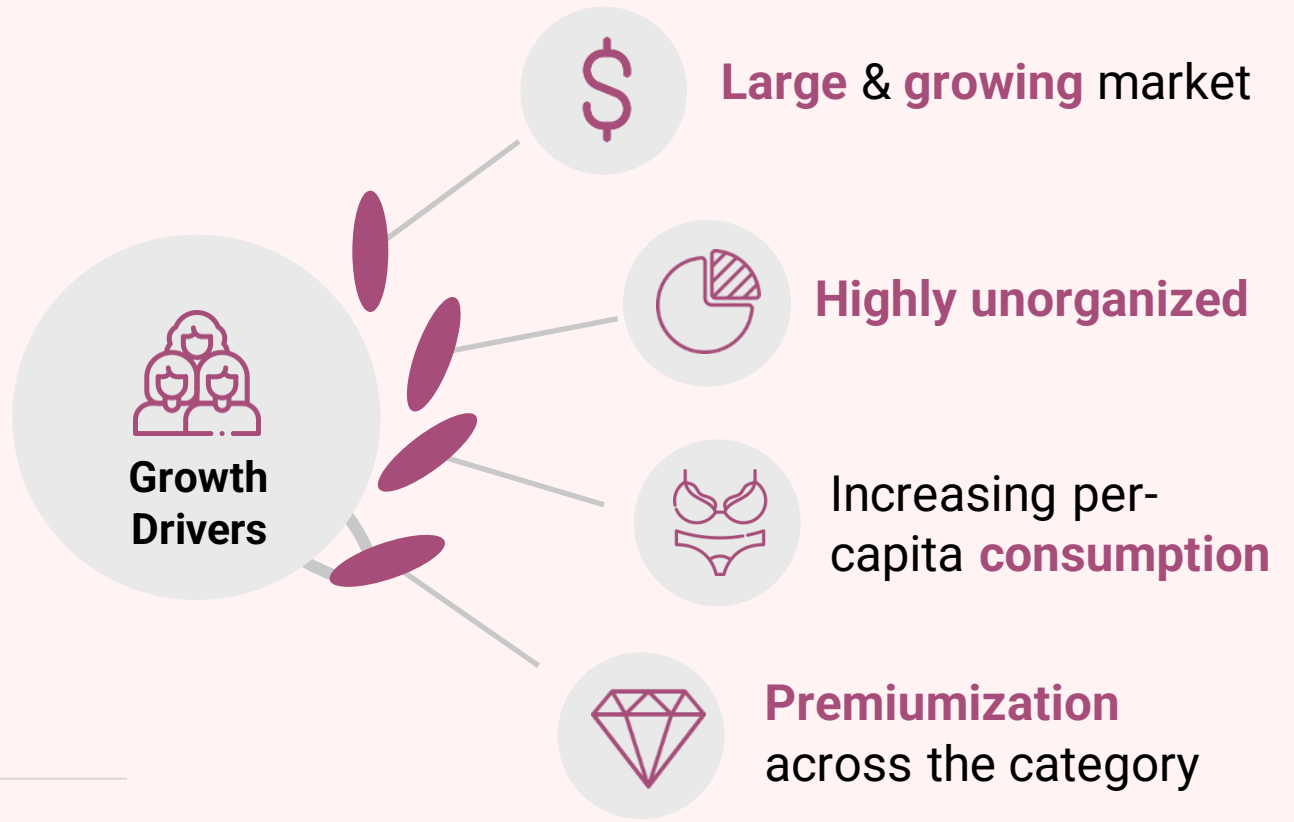 Large & growing market
Highly unorganized
Growth
Drivers
Increasing per-
capita consumption
Premiumization
across the category